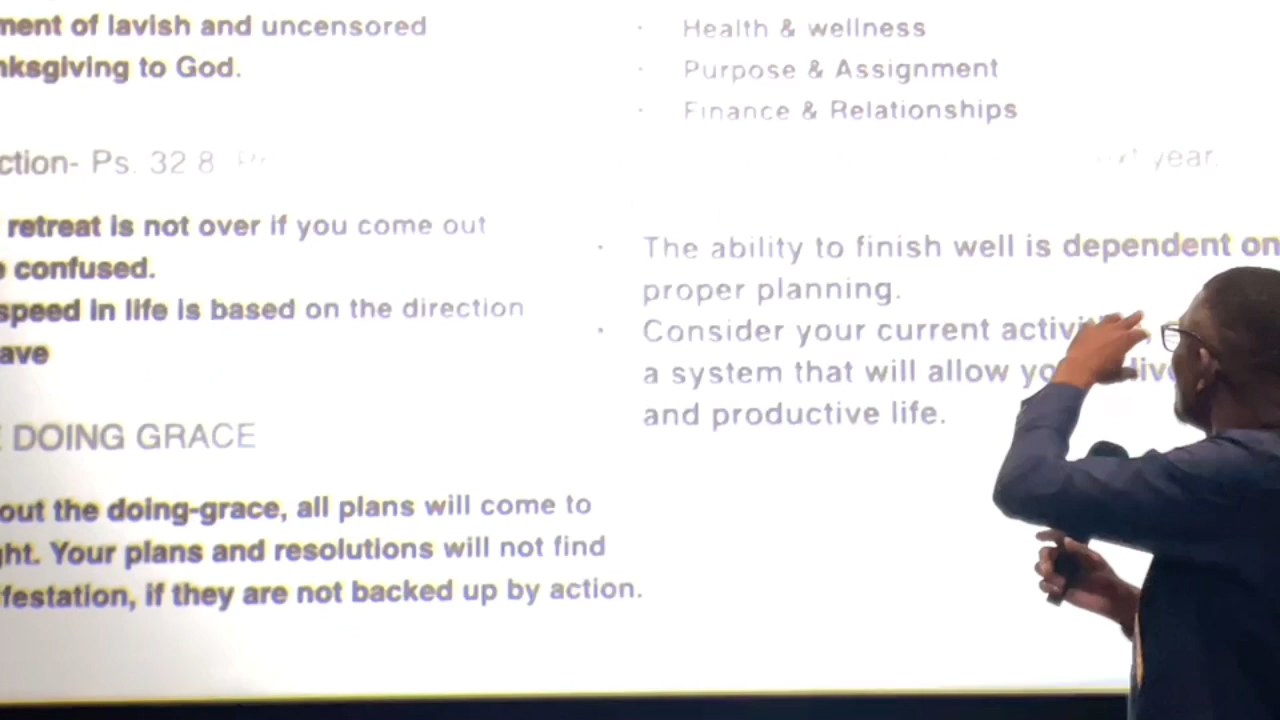 ment of lavish and uncensored
nksgiving to God.
ction- Ps. 32 8
retreat is not over if you come out
confused.
speed in life is based on the direction
ave
DOING GRACE
out the doing-grace, all plans will come to
ght. Your plans and resolutions will not find
festation, if they are not backed up by action.
· Health & wellness
· Purpose & Assignment
· Finance & Relationships
year.
· The ability to finish well is dependent on
proper planning.
· Consider your current
a system that will allow
and productive life.